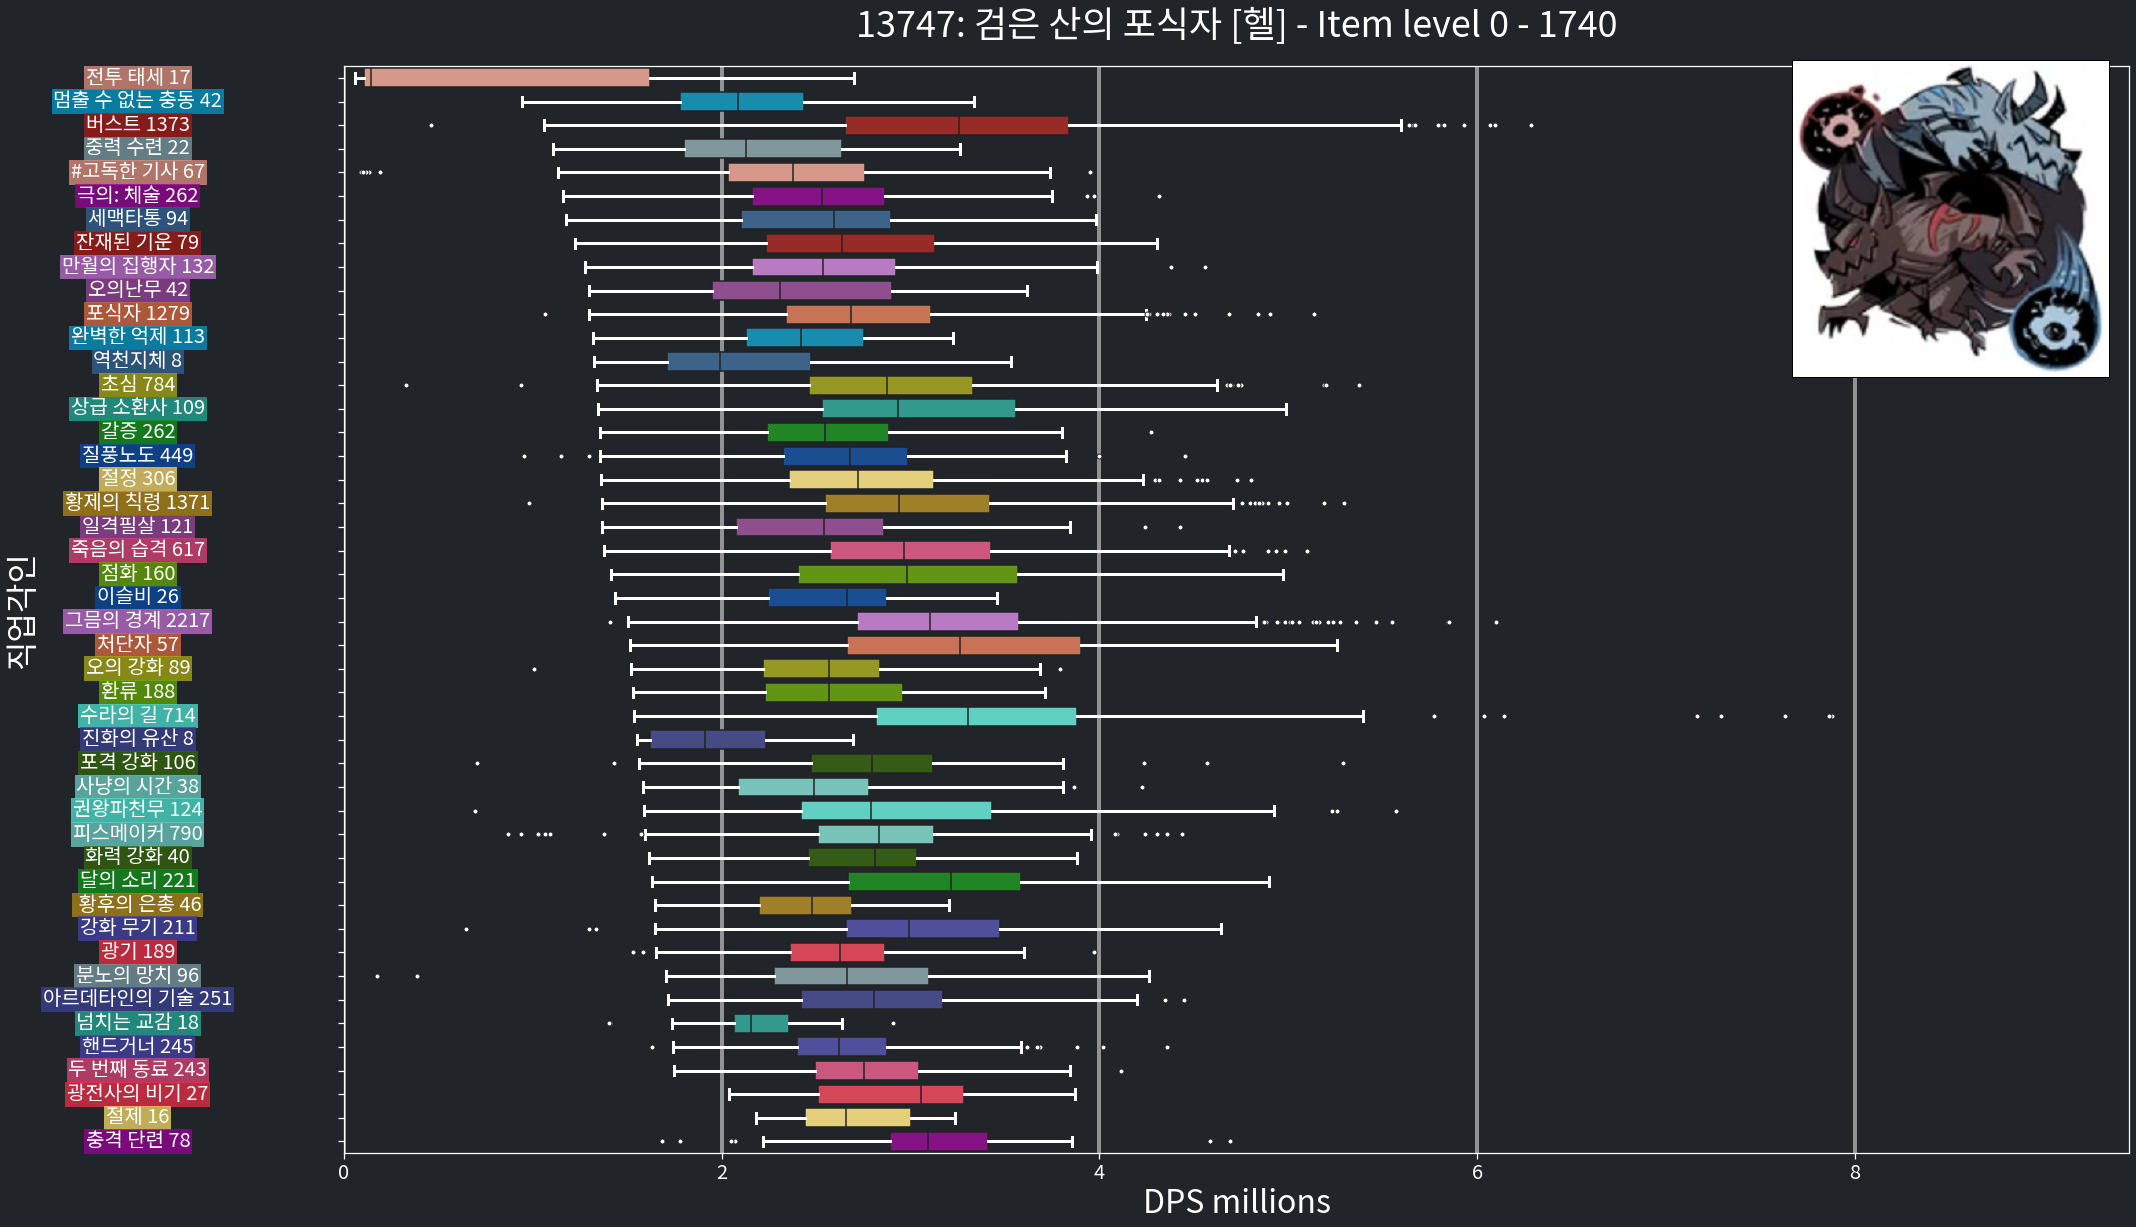 13747: 검은 산의 포식자 [헬] - Item level 0 - 1740
전투 태세 17
멈출 수 없는 충동 42
버스트 1373
중력 수련 22
#고독한 기사 67
극의: 체술 262
세맥타통 94
잔재된 기운 79
만월의 집행자 132
오의난무 42
포식자 1279
완벽한 억제 113
역천지체 8
초심 784
상급 소환사 109
갈증 262
질풍노도 449
절정 306
황제의 칙령 1371
일격필살 121
죽음의 습격 617
점화 160
이슬비 26
그믐의 경계 2217
처단자 57
오의 강화 89
환류 188
수라의 길 714
진화의 유산 8
포격 강화 106
사냥의 시간 38
권왕파천무 124
피스메이커 790
화력 강화 40
달의 소리 221
황후의 은총 46
강화 무기 211
광기 189
분노의 망치 96
아르데타인의 기술 251
넘치는 교감 18
핸드거너 245
두 번째 동료 243
광전사의 비기 27
절제 16
충격 단련 78
직업각인
0 2 4 6 8
DPS millions